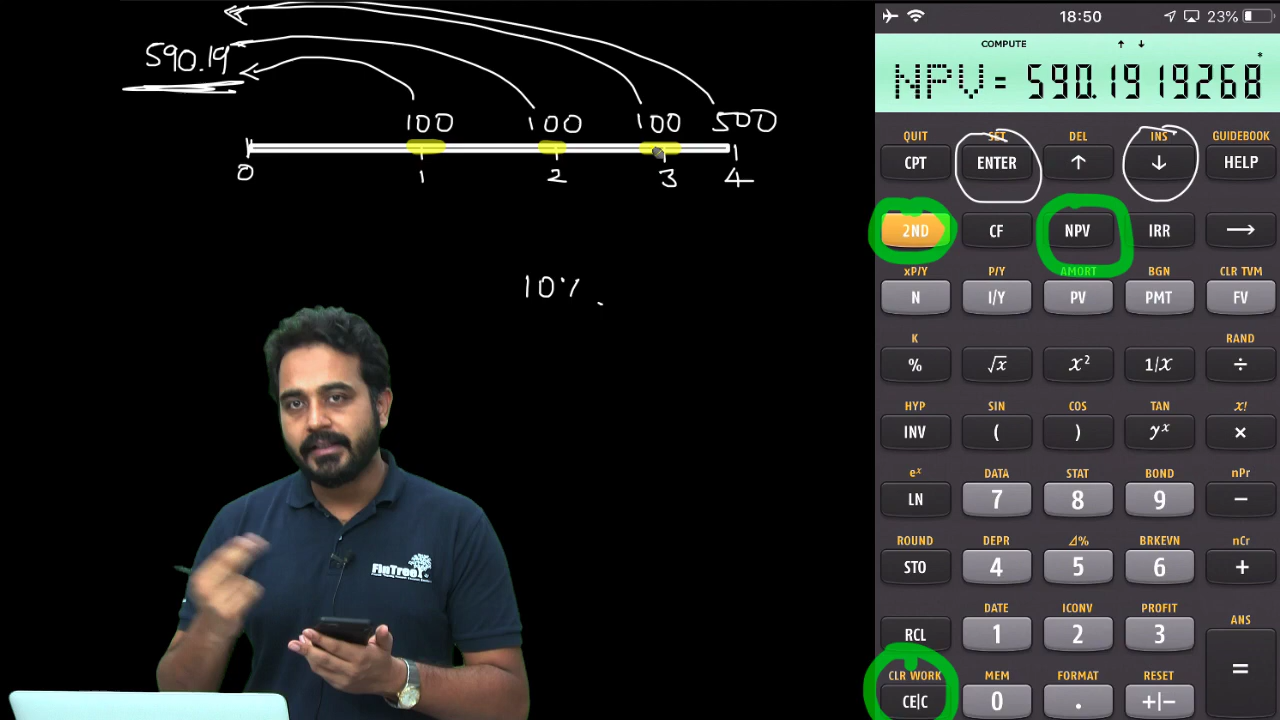 590.19
100 100 100 500
0 1 2 3 4
10%.
FinTree
18:50 23%
COMPUTE ↑ ↓
*
NPV= 590.1919268
QUIT SET DEL INS GUIDEBOOK
CPT ENTER ↑ ↓ HELP
2ND CF NPV IRR →
xP/Y P/Y AMORT BGN CLR TVM
N I/Y PV PMT FV
K RAND
% √x x² 1/x ÷
HYP SIN COS TAN x!
INV ( ) yˣ ×
eˣ DATA STAT BOND nPr
LN 7 8 9 −
ROUND DEPR Δ% BRKEVN nCr
STO 4 5 6 +
DATE ICONV PROFIT ANS
RCL 1 2 3 =
CLR WORK MEM FORMAT RESET
CE|C 0 . +|−